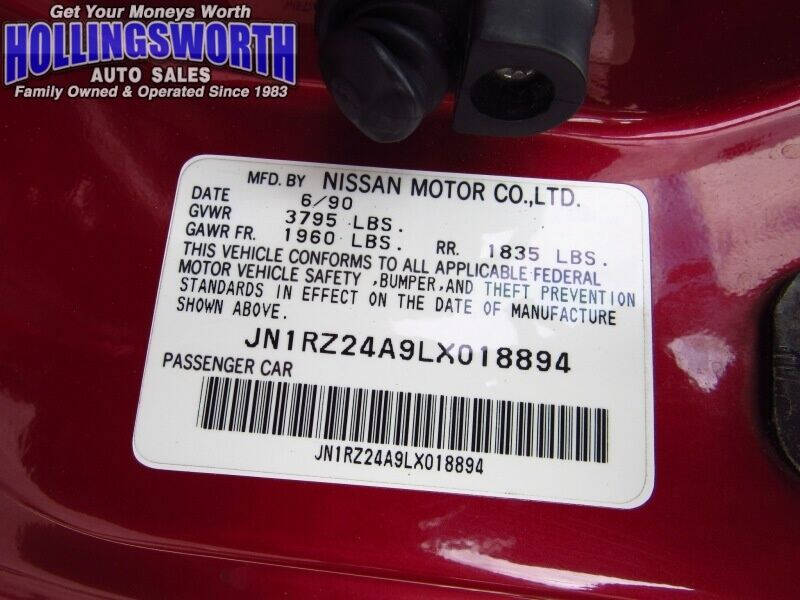 Get Your Moneys Worth
HOLLINGSWORTH
AUTO SALES
Family Owned & Operated Since 1983
MFD. BY NISSAN MOTOR CO.,LTD.
DATE 6/90
GVWR 3795 LBS.
GAWR FR. 1960 LBS. RR. 1835 LBS.
THIS VEHICLE CONFORMS TO ALL APPLICABLE FEDERAL
MOTOR VEHICLE SAFETY ,BUMPER,AND THEFT PREVENTION
STANDARDS IN EFFECT ON THE DATE OF MANUFACTURE
SHOWN ABOVE.
JN1RZ24A9LX018894
PASSENGER CAR
JN1RZ24A9LX018894